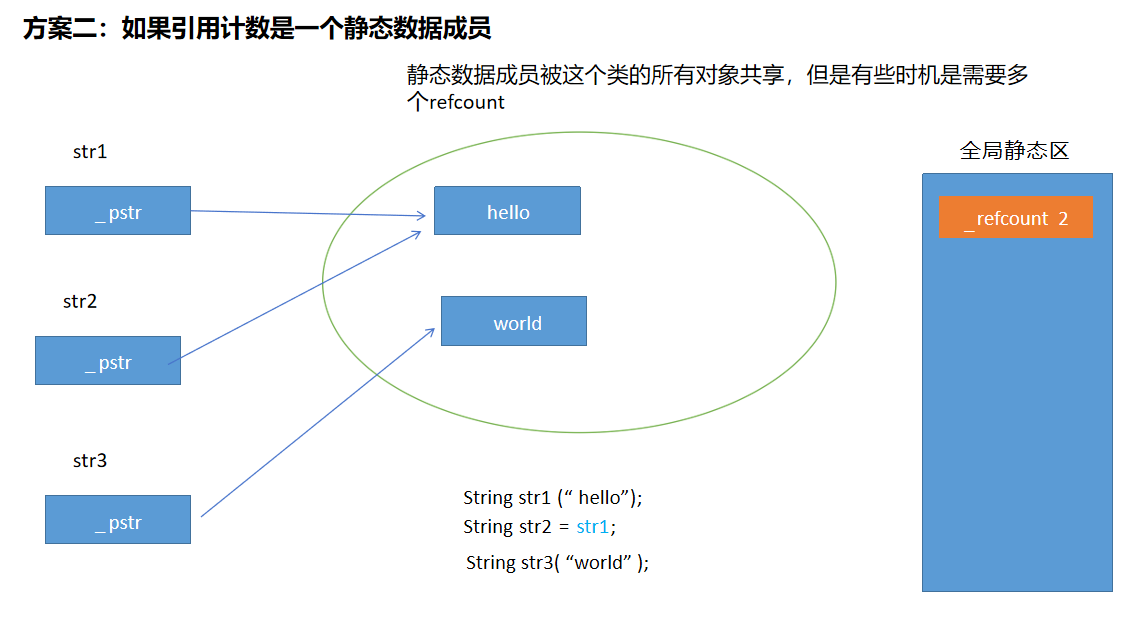 方案二：如果引用计数是一个静态数据成员
静态数据成员被这个类的所有对象共享，但是有些时机是需要多
个refcount
str1
全局静态区
_pstr
hello
_refcount 2
str2
world
_pstr
str3
_pstr
String str1 (“ hello”);
String str2 = str1;
String str3( “world” );